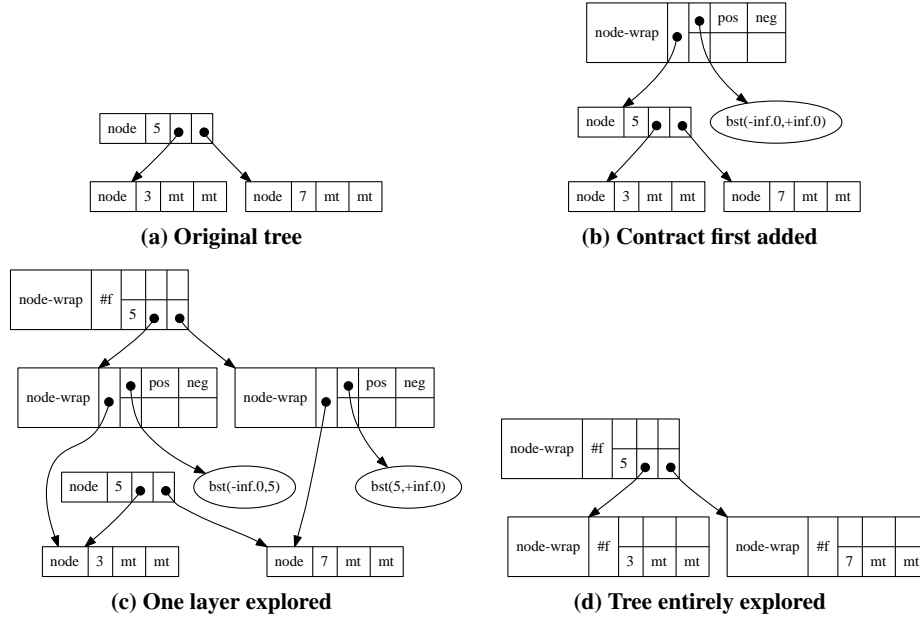 node 5
node 3 mt mt
node 7 mt mt
(a) Original tree
node-wrap pos neg
node 5
bst(-inf.0,+inf.0)
node 3 mt mt
node 7 mt mt
(b) Contract first added
node-wrap #f
5
node-wrap pos neg
node-wrap pos neg
node 5
bst(-inf.0,5)
bst(5,+inf.0)
node 3 mt mt
node 7 mt mt
(c) One layer explored
node-wrap #f
5
node-wrap #f
3 mt mt
node-wrap #f
7 mt mt
(d) Tree entirely explored